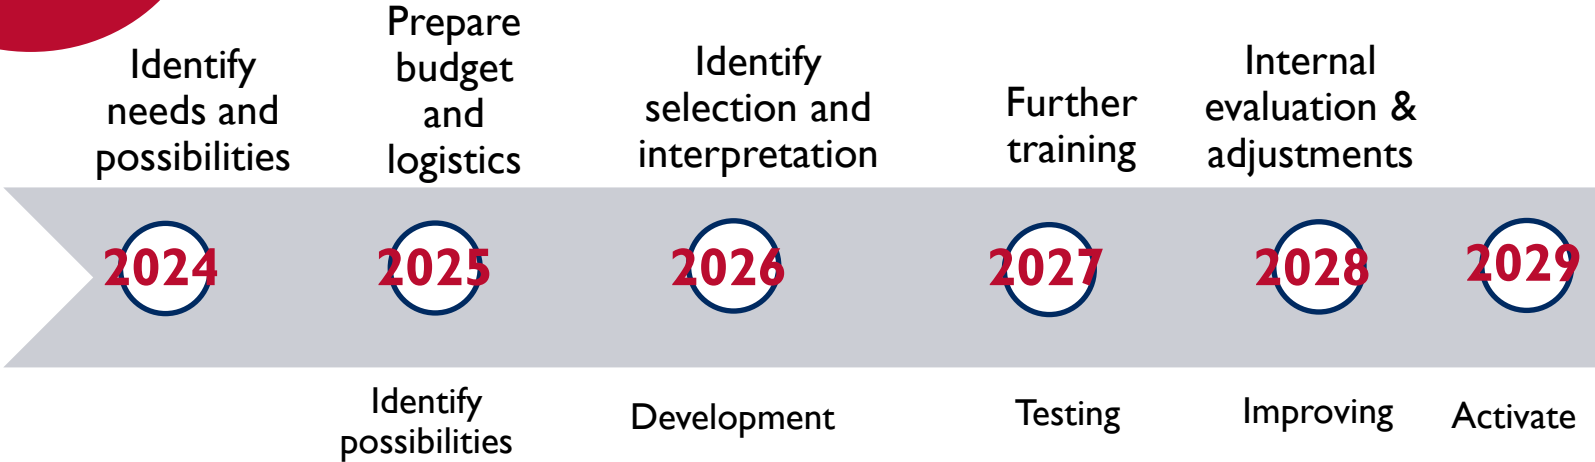 Identify
needs and
possibilities
Prepare
budget
and
logistics
Identify
selection and
interpretation
Further
training
Internal
evaluation &
adjustments
2024
2025
2026
2027
2028
2029
Identify
possibilities
Development
Testing
Improving
Activate